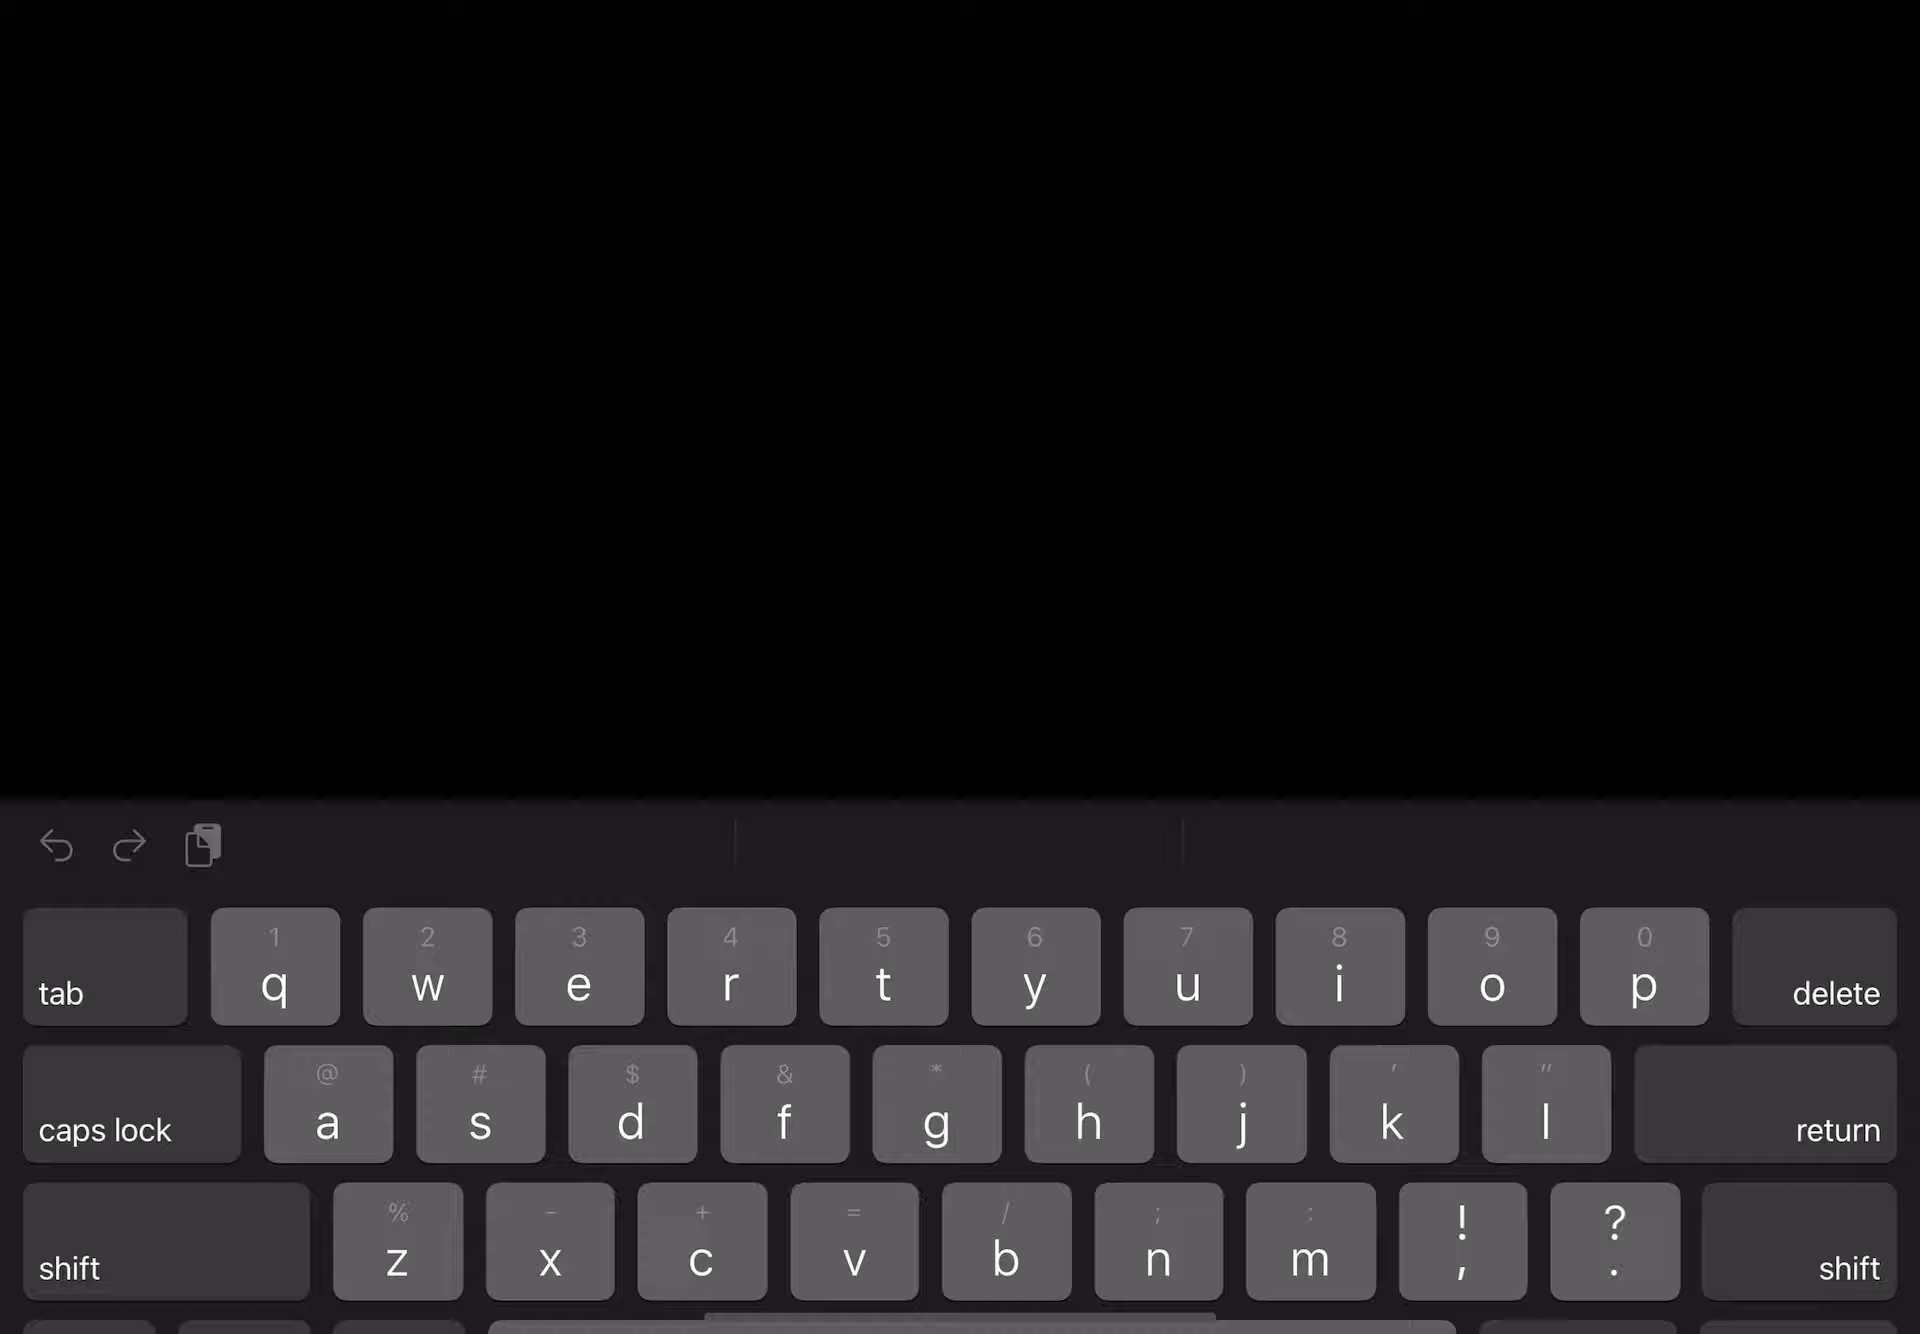 tab 1 q 2 w 3 e 4 r 5 t 6 y 7 u 8 i 9 o 0 p delete
caps lock @ a # s $ d & f * g ( h ) j ' k " l return
shift % z - x + c = v / b ; n : m ! , ? . shift